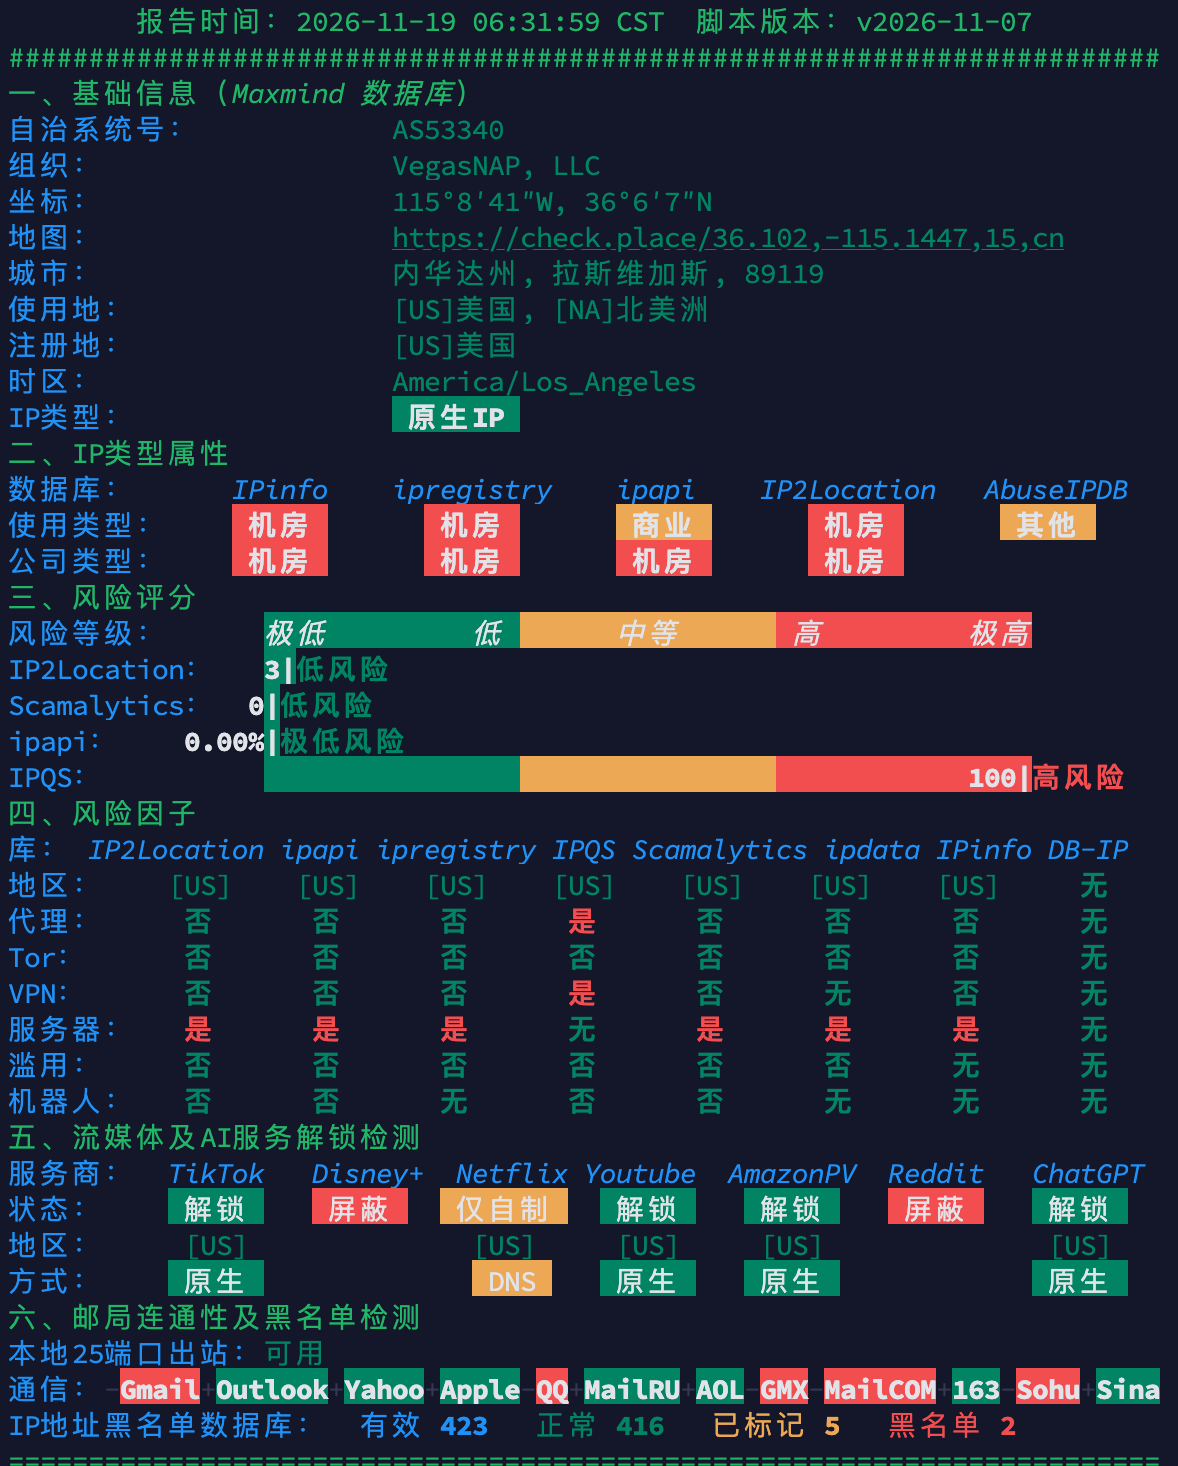 报告时间：2026-11-19 06:31:59 CST  脚本版本：v2026-11-07
########################################################################
一、基础信息（Maxmind 数据库）
自治系统号：  AS53340
组织：  VegasNAP, LLC
坐标：  115°8′41″W, 36°6′7″N
地图：  https://check.place/36.102,-115.1447,15,cn
城市：  内华达州, 拉斯维加斯, 89119
使用地：  [US]美国, [NA]北美洲
注册地：  [US]美国
时区：  America/Los_Angeles
IP类型：  原生IP
二、IP类型属性
数据库：  IPinfo  ipregistry  ipapi  IP2Location  AbuseIPDB
使用类型：  机房  机房  商业  机房  其他
公司类型：  机房  机房  机房  机房
三、风险评分
风险等级：  极低  低  中等  高  极高
IP2Location：  3|低风险
Scamalytics：  0|低风险
ipapi：  0.00%|极低风险
IPQS：  100|高风险
四、风险因子
库：  IP2Location ipapi ipregistry IPQS Scamalytics ipdata IPinfo DB-IP
地区：  [US]  [US]  [US]  [US]  [US]  [US]  [US]  无
代理：  否  否  否  是  否  否  否  无
Tor：  否  否  否  否  否  否  否  无
VPN：  否  否  否  是  否  无  否  无
服务器：  是  是  是  无  是  是  是  无
滥用：  否  否  否  否  否  否  无  无
机器人：  否  否  无  否  否  无  无  无
五、流媒体及AI服务解锁检测
服务商：  TikTok  Disney+  Netflix  Youtube  AmazonPV  Reddit  ChatGPT
状态：  解锁  屏蔽  仅自制  解锁  解锁  屏蔽  解锁
地区：  [US]  [US]  [US]  [US]  [US]
方式：  原生  DNS  原生  原生  原生
六、邮局连通性及黑名单检测
本地25端口出站：可用
通信：-Gmail+Outlook+Yahoo+Apple-QQ+MailRU+AOL-GMX-MailCOM+163-Sohu+Sina
IP地址黑名单数据库：  有效 423  正常 416  已标记 5  黑名单 2
========================================================================